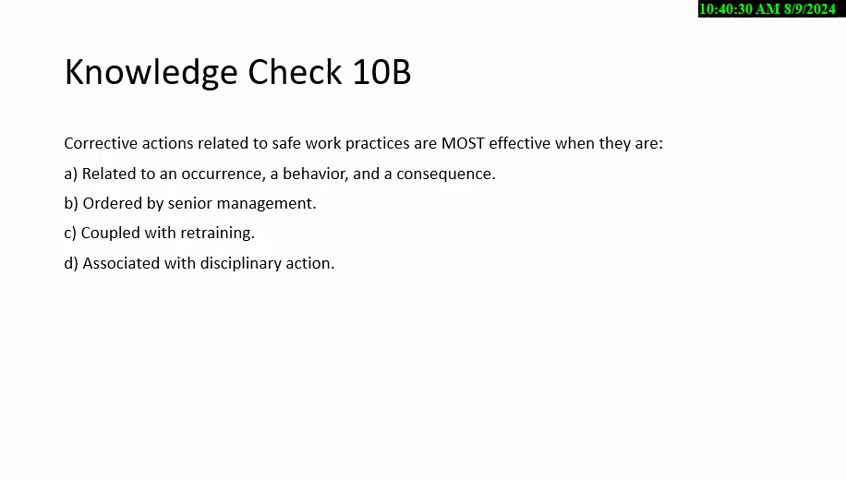 10:40:30 AM 8/9/2024
Knowledge Check 10B
Corrective actions related to safe work practices are MOST effective when they are:
a) Related to an occurrence, a behavior, and a consequence.
b) Ordered by senior management.
c) Coupled with retraining.
d) Associated with disciplinary action.